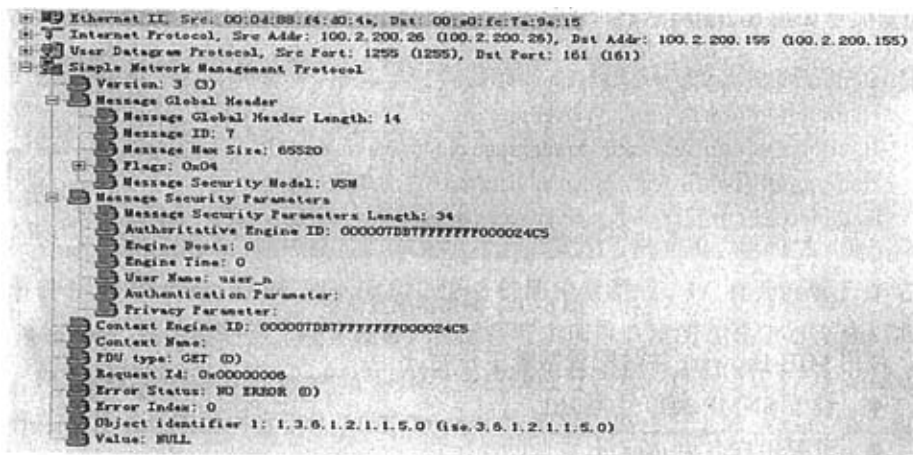 Ethernet II, Src: 00:0d:88:f4:d0:4a, Dst: 00:e0:fc:7a:9a:15
Internet Protocol, Src Addr: 100.2.200.26 (100.2.200.26), Dst Addr: 100.2.200.155 (100.2.200.155)
User Datagram Protocol, Src Port: 1255 (1255), Dst Port: 161 (161)
Simple Network Management Protocol
Version: 3 (3)
Message Global Header
Message Global Header Length: 14
Message ID: 7
Message Max Size: 65520
Flags: 0x04
Message Security Model: USM
Message Security Parameters
Message Security Parameters Length: 34
Authoritative Engine ID: 000007DB7FFFFFFF000024C5
Engine Boots: 0
Engine Time: 0
User Name: user_n
Authentication Parameter:
Privacy Parameter:
Context Engine ID: 000007DB7FFFFFFF000024C5
Context Name:
PDU type: GET (0)
Request Id: 0x00000006
Error Status: NO ERROR (0)
Error Index: 0
Object identifier 1: 1.3.6.1.2.1.1.5.0 (iso.3.6.1.2.1.1.5.0)
Value: NULL